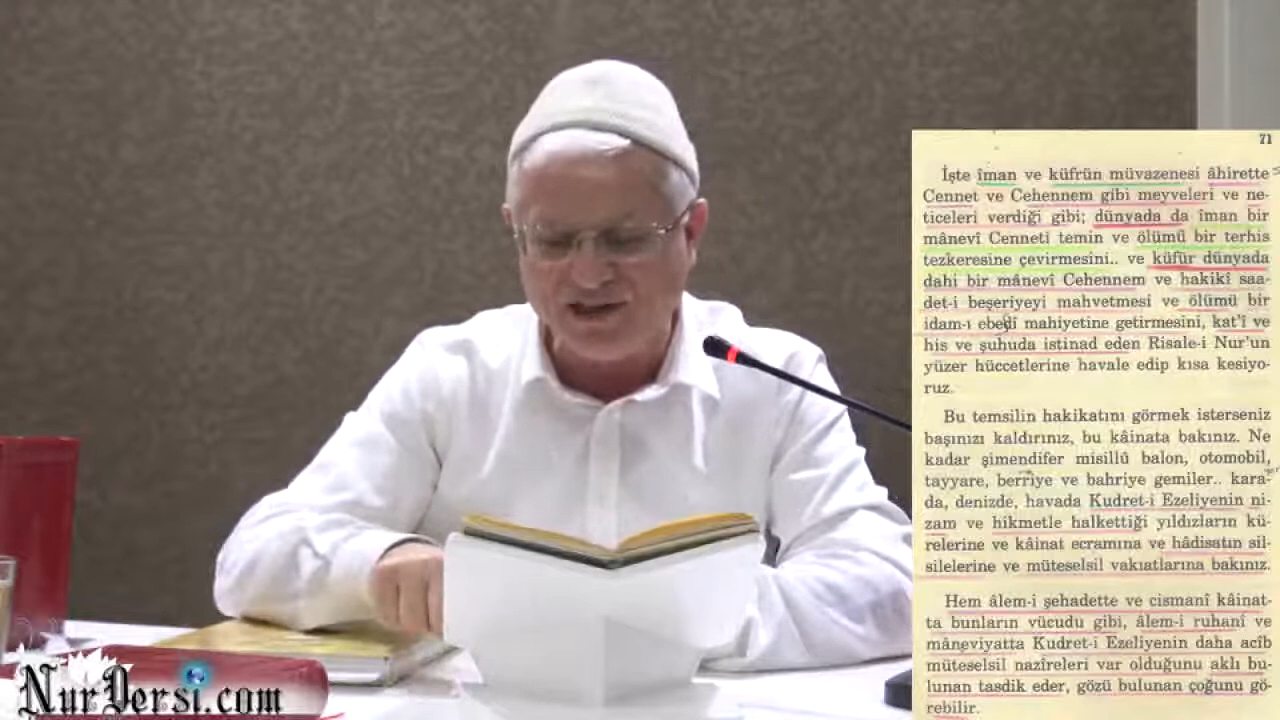 71
İşte îman ve küfrün müvazenesi âhirette
Cennet ve Cehennem gibi meyveleri ve ne-
ticeleri verdiği gibi; dünyada da îman bir
mânevî Cenneti temin ve ölümü bir terhis
tezkeresine çevirmesini.. ve küfür dünyada
dahi bir mânevî Cehennem ve hakikî saa-
det-i beşeriyeyi mahvetmesi ve ölümü bir
idam-ı ebedî mahiyetine getirmesini, kat'î ve
his ve şuhuda istinad eden Risale-i Nur'un
yüzer hüccetlerine havale edip kısa kesiyo-
ruz.
Bu temsilin hakikatını görmek isterseniz
başınızı kaldırınız, bu kâinata bakınız. Ne
kadar şimendifer misillü balon, otomobil,
tayyare, berriye ve bahriye gemiler.. kara-
da, denizde, havada Kudret-i Ezeliyenin ni-
zam ve hikmetle halkettiği yıldızların kü-
relerine ve kâinat ecramına ve hâdisatın sil-
silelerine ve müteselsil vakıatlarına bakınız.
Hem âlem-i şehadette ve cismanî kâinat-
ta bunların vücudu gibi, âlem-i ruhanî ve
mâneviyatta Kudret-i Ezeliyenin daha acîb
müteselsil nazîreleri var olduğunu aklı bu-
lunan tasdik eder, gözü bulunan çoğunu gö-
rebilir.
NurDersi.com